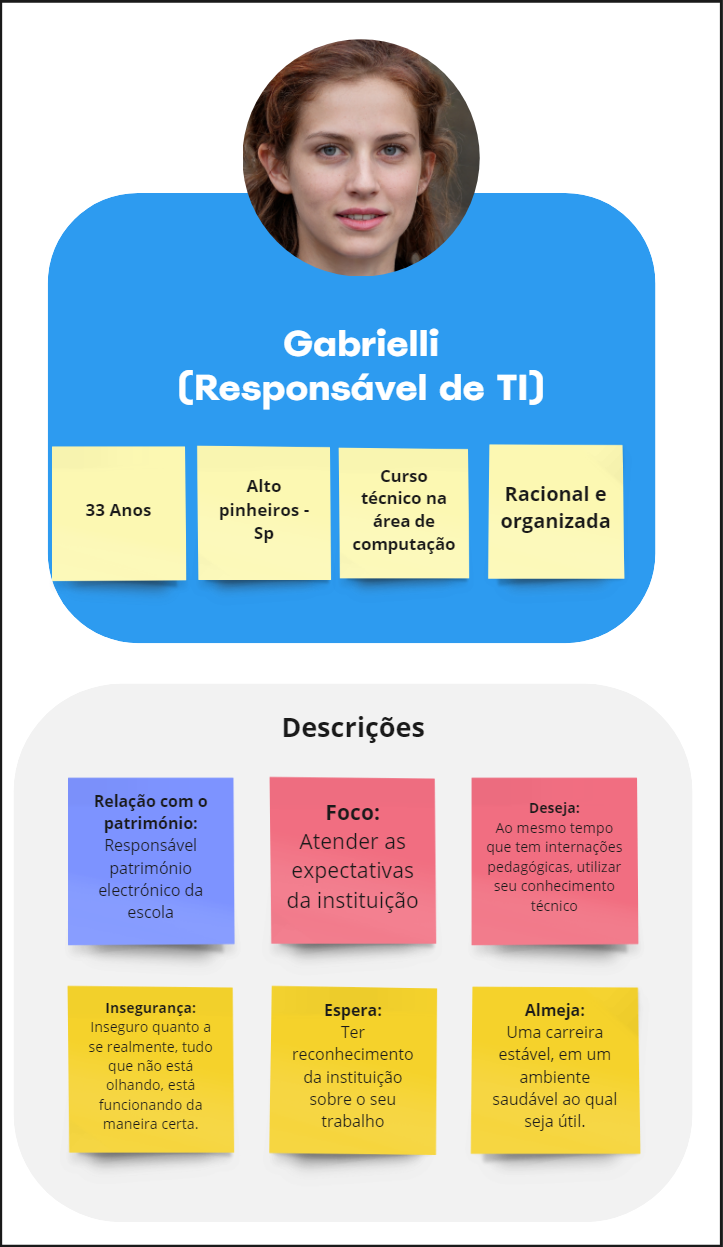 Gabrielli
(Responsável de TI)
33 Anos
Alto
pinheiros -
Sp
Curso
técnico na
área de
computação
Racional e
organizada
Descrições
Relação com o
património:
Responsável
património
electrónico da
escola
Foco:
Atender as
expectativas
da instituição
Deseja:
Ao mesmo tempo
que tem internações
pedagógicas, utilizar
seu conhecimento
técnico
Insegurança:
Inseguro quanto a
se realmente, tudo
que não está
olhando, está
funcionando da
maneira certa.
Espera:
Ter
reconhecimento
da instituição
sobre o seu
trabalho
Almeja:
Uma carreira
estável, em um
ambiente
saudável ao qual
seja útil.